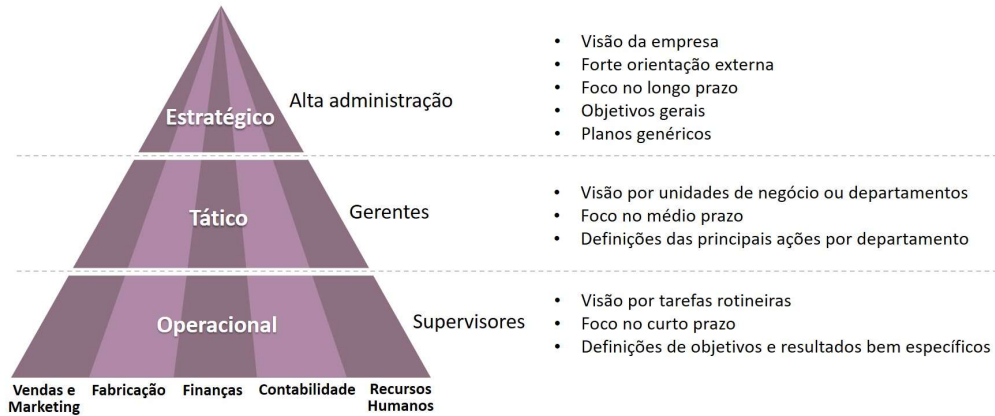 Estratégico
Alta administração
• Visão da empresa
• Forte orientação externa
• Foco no longo prazo
• Objetivos gerais
• Planos genéricos
Tático
Gerentes
• Visão por unidades de negócio ou departamentos
• Foco no médio prazo
• Definições das principais ações por departamento
Operacional
Supervisores
• Visão por tarefas rotineiras
• Foco no curto prazo
• Definições de objetivos e resultados bem específicos
Vendas e
Marketing
Fabricação
Finanças
Contabilidade
Recursos
Humanos